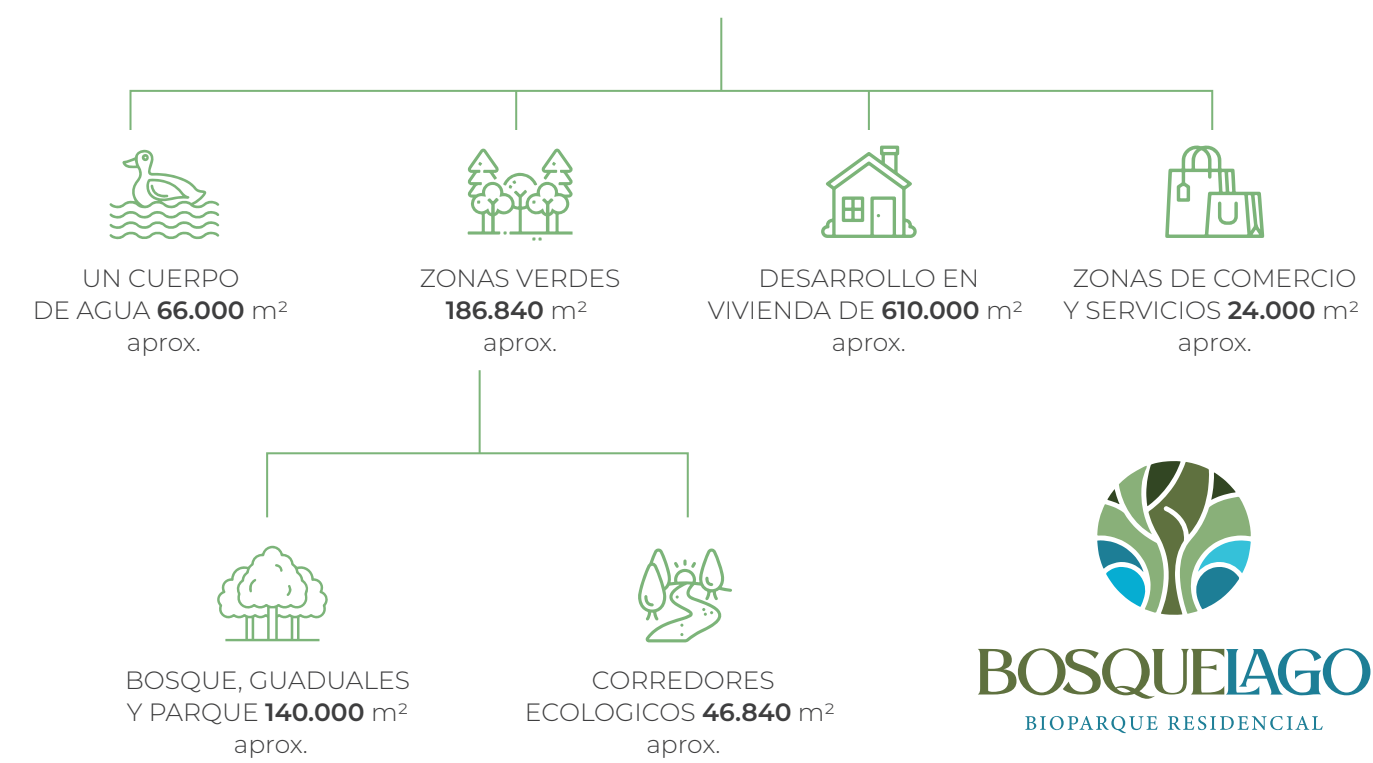 UN CUERPO
DE AGUA 66.000 m²
aprox.
ZONAS VERDES
186.840 m²
aprox.
DESARROLLO EN
VIVIENDA DE 610.000 m²
aprox.
ZONAS DE COMERCIO
Y SERVICIOS 24.000 m²
aprox.
BOSQUE, GUADUALES
Y PARQUE 140.000 m²
aprox.
CORREDORES
ECOLOGICOS 46.840 m²
aprox.
BOSQUELAGO
BIOPARQUE RESIDENCIAL